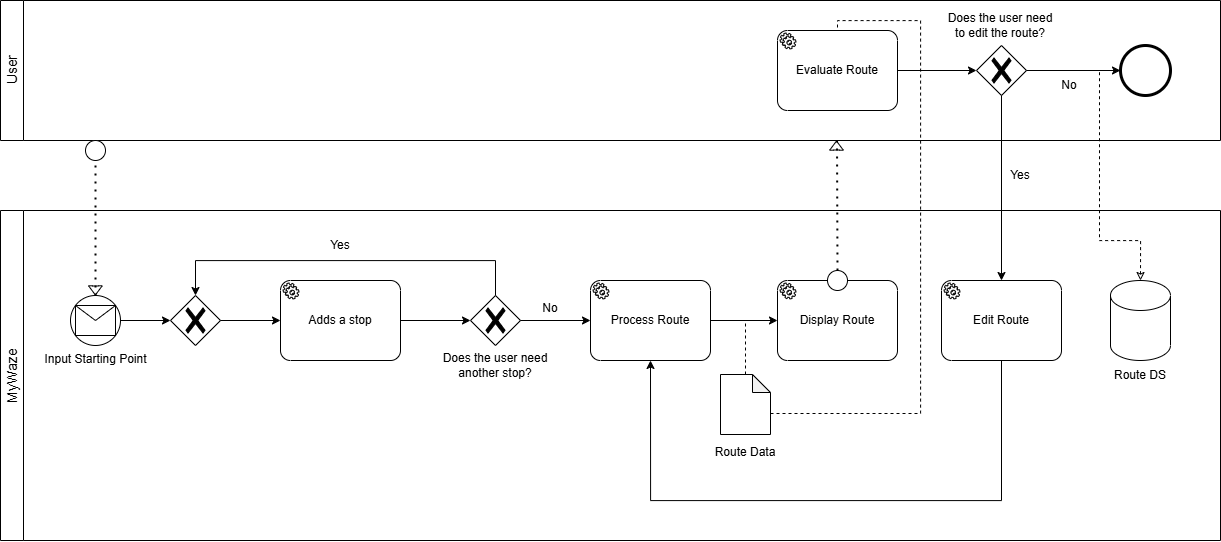 User
Evaluate Route
Does the user need
to edit the route?
No
Yes
MyWaze
Yes
Input Starting Point
Adds a stop
Does the user need
another stop?
No
Process Route
Display Route
Edit Route
Route DS
Route Data